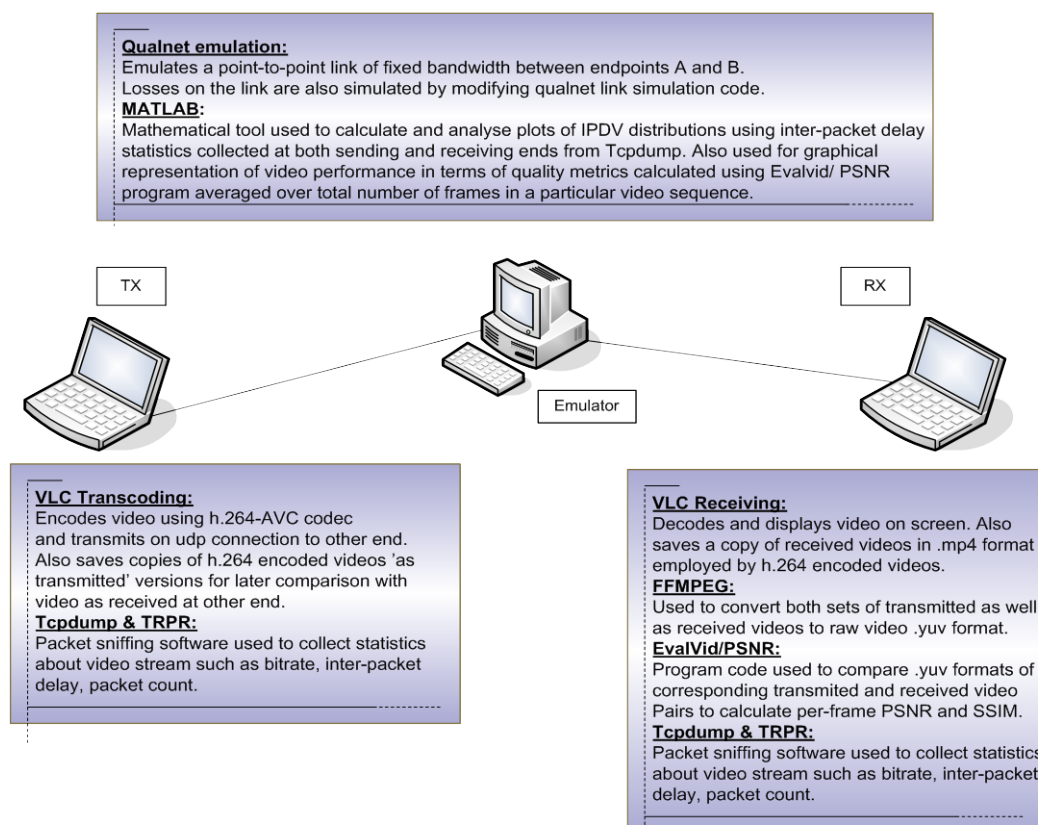 Qualnet emulation:
Emulates a point-to-point link of fixed bandwidth between endpoints A and B.
Losses on the link are also simulated by modifying qualnet link simulation code.
MATLAB:
Mathematical tool used to calculate and analyse plots of IPDV distributions using inter-packet delay
statistics collected at both sending and receiving ends from Tcpdump. Also used for graphical
representation of video performance in terms of quality metrics calculated using Evalvid/ PSNR
program averaged over total number of frames in a particular video sequence.
TX
RX
Emulator
VLC Transcoding:
Encodes video using h.264-AVC codec
and transmits on udp connection to other end.
Also saves copies of h.264 encoded videos 'as
transmitted' versions for later comparison with
video as received at other end.
Tcpdump & TRPR:
Packet sniffing software used to collect statistics
about video stream such as bitrate, inter-packet
delay, packet count.
VLC Receiving:
Decodes and displays video on screen. Also
saves a copy of received videos in .mp4 format
employed by h.264 encoded videos.
FFMPEG:
Used to convert both sets of transmitted as well
as received videos to raw video .yuv format.
EvalVid/PSNR:
Program code used to compare .yuv formats of
corresponding transmited and received video
Pairs to calculate per-frame PSNR and SSIM.
Tcpdump & TRPR:
Packet sniffing software used to collect statistics
about video stream such as bitrate, inter-packet
delay, packet count.